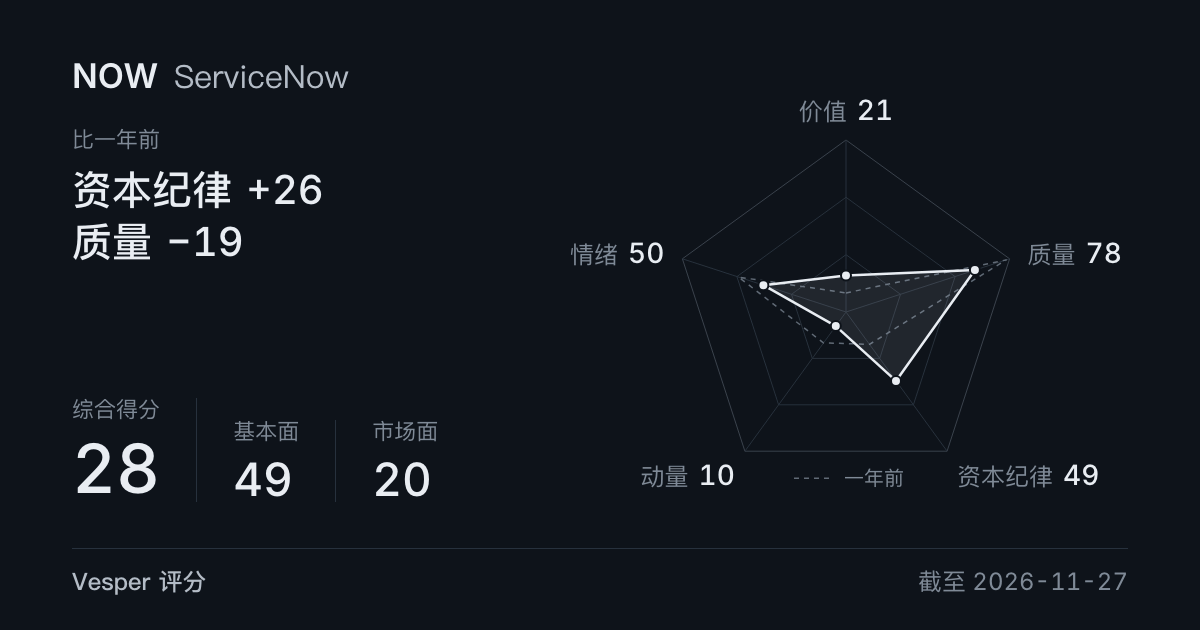 NOW ServiceNow
比一年前
资本纪律 +26
质量 −19
价值 21
情绪 50
质量 78
动量 10
一年前
资本纪律 49
综合得分
28
基本面
49
市场面
20
Vesper 评分
截至 2026-11-27